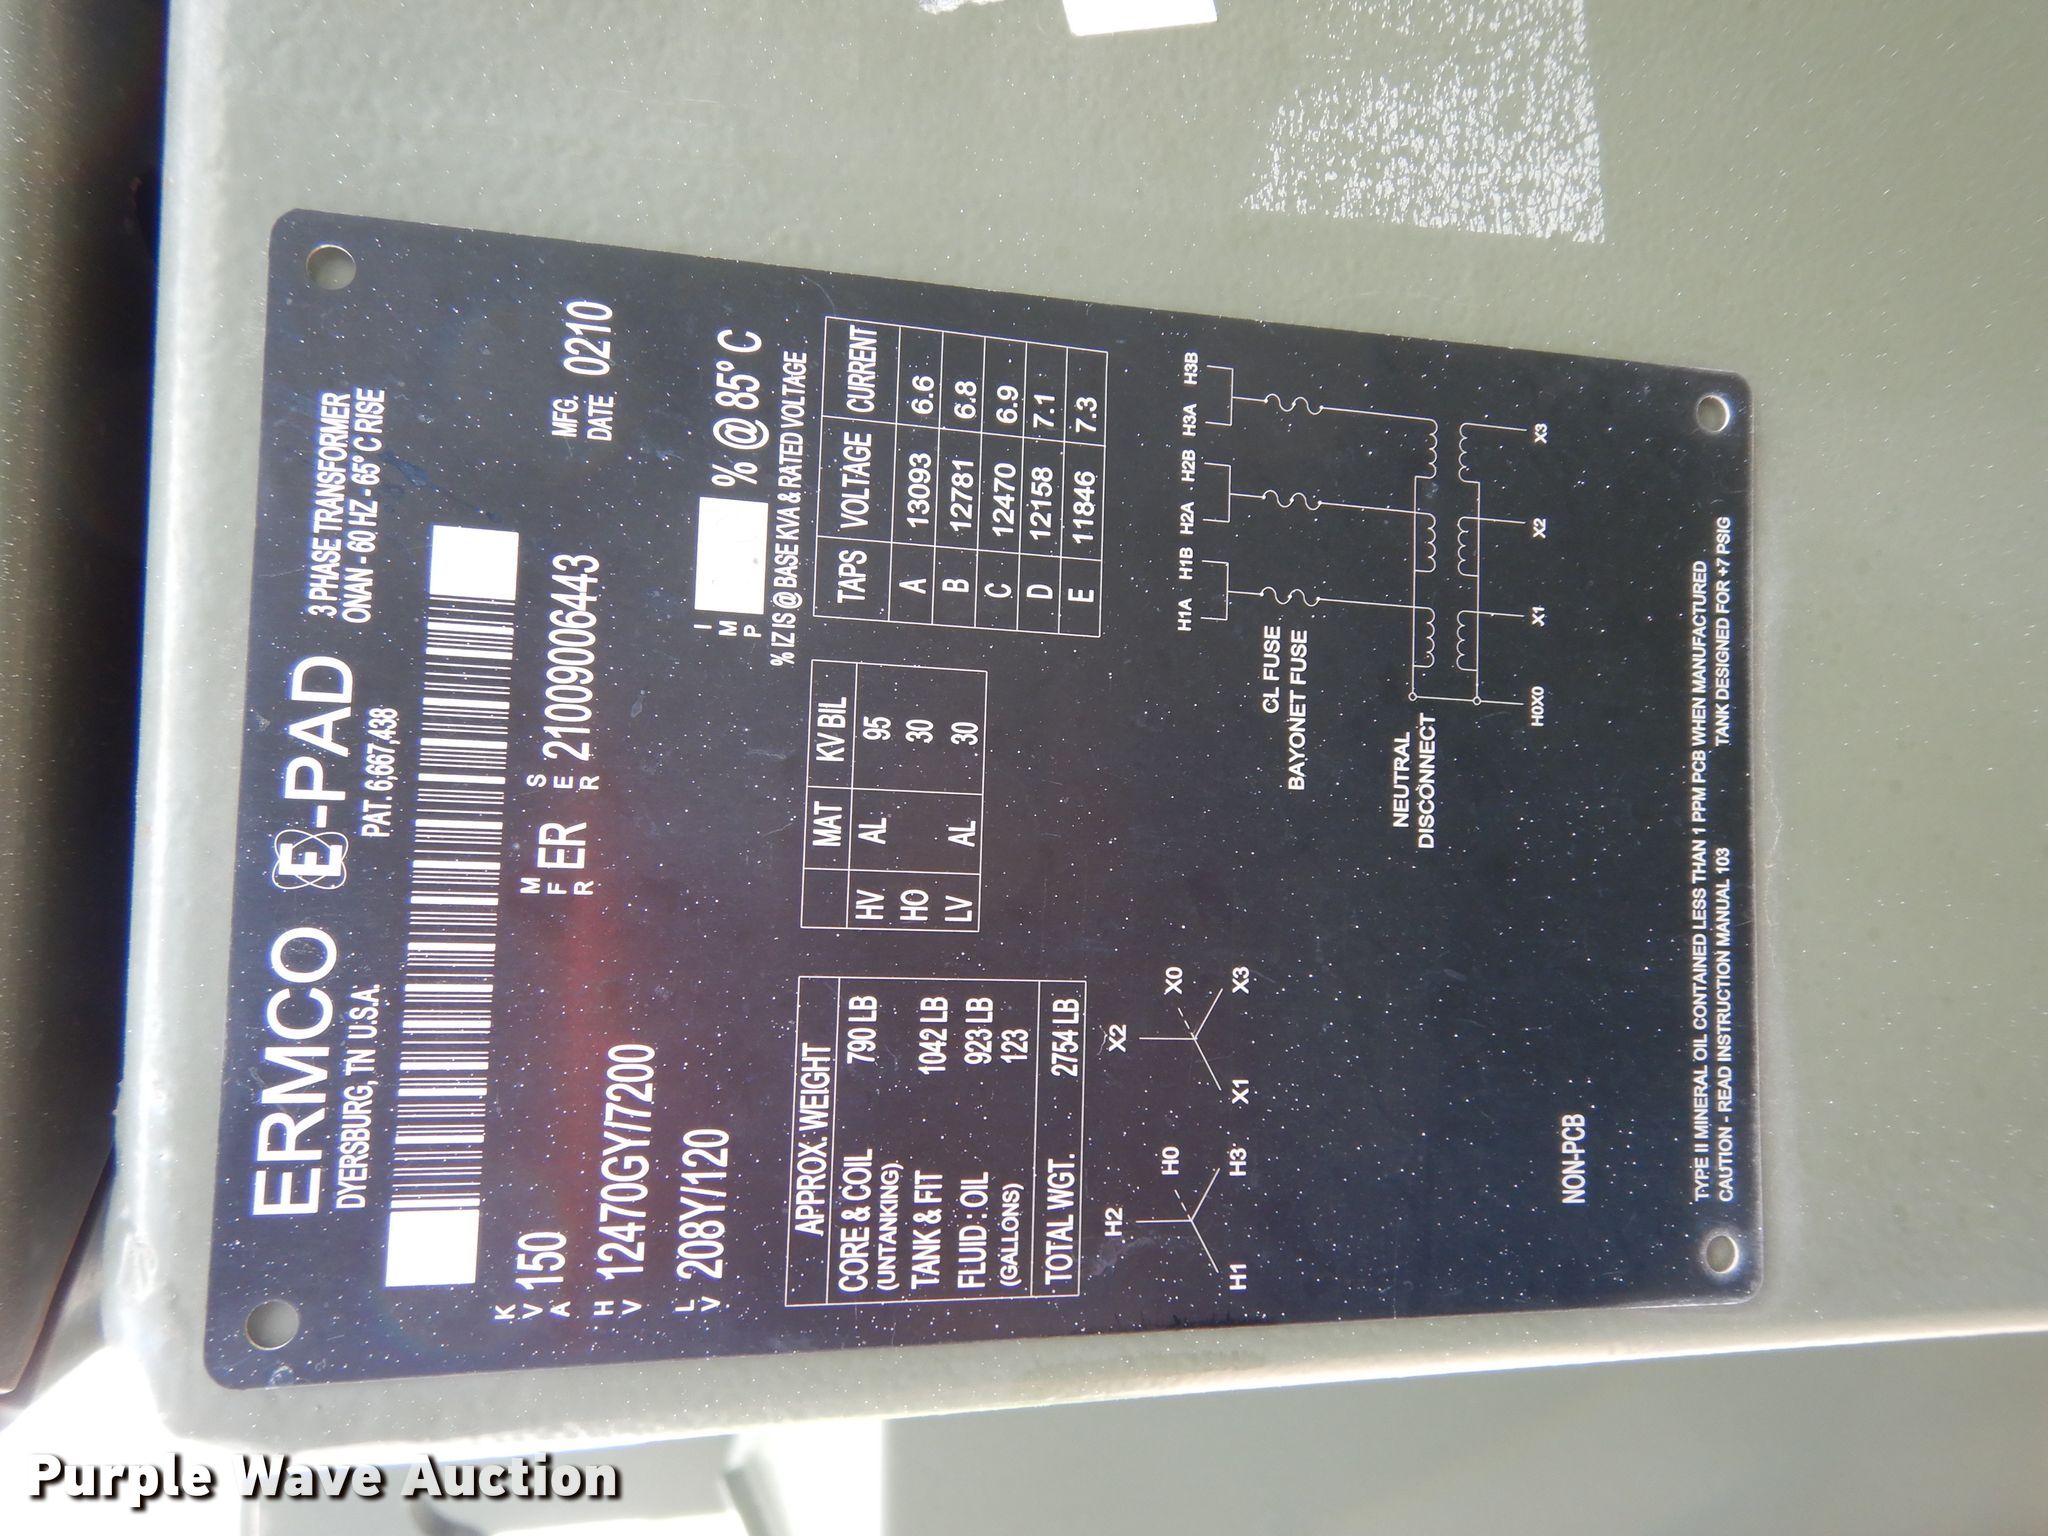 ERMCO E-PAD 3 PHASE TRANSFORMER
DYERSBURG, TN U.S.A. PAT. 6,667,438 ONAN - 60 HZ - 65° C RISE
KVA 150 MFR ER SER 2100906443 MFG. DATE 0210
HV 12470GY/7200
LV 208Y/120 IMP % @ 85° C
% IZ IS @ BASE KVA & RATED VOLTAGE
APPROX. WEIGHT
CORE & COIL 790 LB
(UNTANKING)
TANK & FIT 1042 LB
FLUID : OIL 923 LB
(GALLONS) 123
TOTAL WGT. 2754 LB
MAT KV BIL
HV AL 95
HO 30
LV AL 30
TAPS VOLTAGE CURRENT
A 13093 6.6
B 12781 6.8
C 12470 6.9
D 12158 7.1
E 11846 7.3
H2 X2
H0 X0
H1 H3 X1 X3
H1A H1B H2A H2B H3A H3B
C-L FUSE
BAYONET FUSE
NEUTRAL
DISCONNECT
H0X0 X1 X2 X3
NON-PCB
TYPE II MINERAL OIL CONTAINED LESS THAN 1 PPM PCB WHEN MANUFACTURED
CAUTION - READ INSTRUCTION MANUAL 103 TANK DESIGNED FOR +7 PSIG
Purple Wave Auction